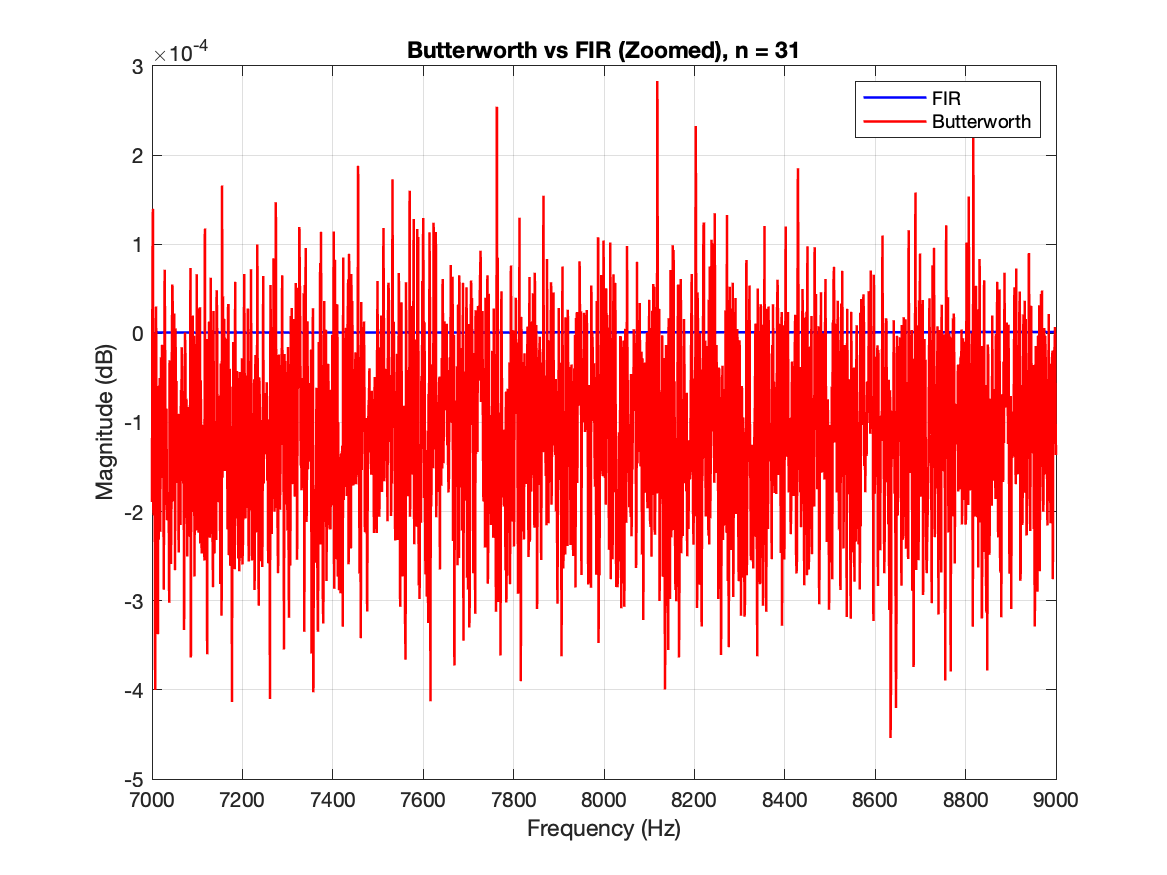 Butterworth vs FIR (Zoomed), n = 31
×10-4
3
2
1
0
-1
-2
-3
-4
-5
Magnitude (dB)
FIR
Butterworth
7000 7200 7400 7600 7800 8000 8200 8400 8600 8800 9000
Frequency (Hz)